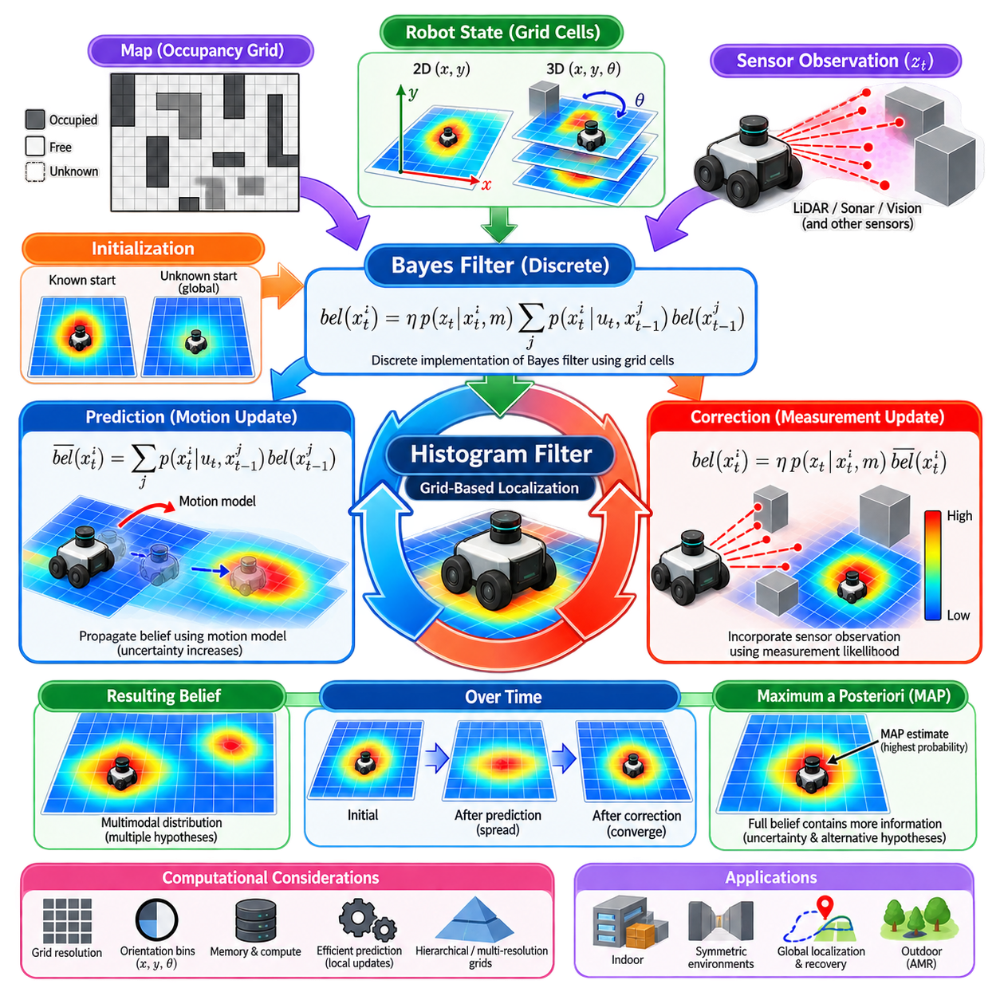 Map (Occupancy Grid)
Occupied
Free
Unknown
Robot State (Grid Cells)
2D (x, y)
y
x
3D (x, y, θ)
θ
Sensor Observation (z_t)
LiDAR / Sonar / Vision
(and other sensors)
Initialization
Known start
Unknown start
(global)
Bayes Filter (Discrete)
bel(x_t^i) = η p(z_t | x_t^i, m) ∑_j p(x_t^i | u_t, x_{t-1}^j) bel(x_{t-1}^j)
Discrete implementation of Bayes filter using grid cells
Prediction (Motion Update)
\overline{bel}(x_t^i) = ∑_j p(x_t^i | u_t, x_{t-1}^j) bel(x_{t-1}^j)
Motion model
Propagate belief using motion model
(uncertainty increases)
Histogram Filter
Grid-Based Localization
Correction (Measurement Update)
bel(x_t^i) = η p(z_t | x_t^i, m) \overline{bel}(x_t^i)
High
Low
Incorporate sensor observation
using measurement likellihood
Resulting Belief
Multimodal distribution
(multiple hypotheses)
Over Time
Initial
After prediction
(spread)
After correction
(converge)
Maximum a Posteriori (MAP)
MAP estimate
(highest probability)
Full belief contains more information
(uncertainty & alternative hypotheses)
Computational Considerations
Grid resolution
Orientation bins
(x, y, θ)
Memory & compute
Efficient prediction
(local updates)
Hierarchical / multi-resolution
grids
Applications
Indoor
Symmetric
environments
Global localization
& recovery
Outdoor
(AMR)